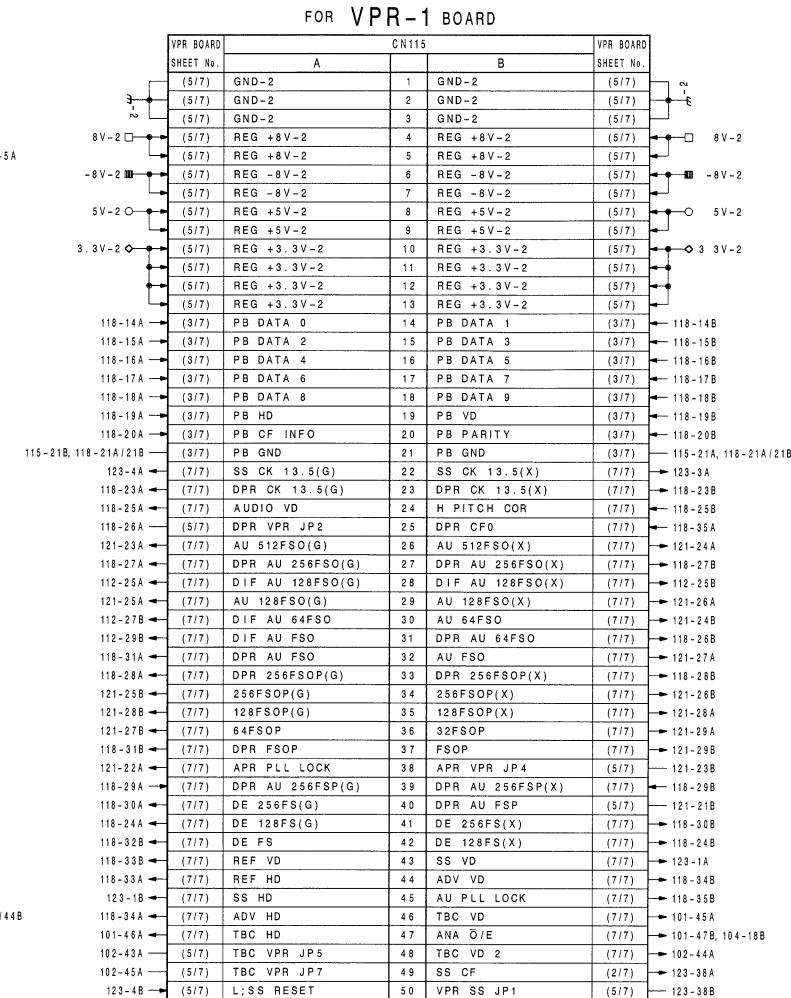 FOR VPR-1 BOARD
VPR BOARD CN115 VPR BOARD
SHEET No. A B SHEET No.
(5/7) GND-2 1 GND-2 (5/7)
-2 (5/7) GND-2 2 GND-2 (5/7) -2
(5/7) GND-2 3 GND-2 (5/7)
8V-2 (5/7) REG +8V-2 4 REG +8V-2 (5/7) 8V-2
-5A (5/7) REG +8V-2 5 REG +8V-2 (5/7)
-8V-2 (5/7) REG -8V-2 6 REG -8V-2 (5/7) -8V-2
(5/7) REG -8V-2 7 REG -8V-2 (5/7)
5V-2 (5/7) REG +5V-2 8 REG +5V-2 (5/7) 5V-2
(5/7) REG +5V-2 9 REG +5V-2 (5/7)
3.3V-2 (5/7) REG +3.3V-2 10 REG +3.3V-2 (5/7) 3 3V-2
(5/7) REG +3.3V-2 11 REG +3.3V-2 (5/7)
(5/7) REG +3.3V-2 12 REG +3.3V-2 (5/7)
(5/7) REG +3.3V-2 13 REG +3.3V-2 (5/7)
118-14A (3/7) PB DATA 0 14 PB DATA 1 (3/7) 118-14B
118-15A (3/7) PB DATA 2 15 PB DATA 3 (3/7) 118-15B
118-16A (3/7) PB DATA 4 16 PB DATA 5 (3/7) 118-16B
118-17A (3/7) PB DATA 6 17 PB DATA 7 (3/7) 118-17B
118-18A (3/7) PB DATA 8 18 PB DATA 9 (3/7) 118-18B
118-19A (3/7) PB HD 19 PB VD (3/7) 118-19B
118-20A (3/7) PB CF INFO 20 PB PARITY (3/7) 118-20B
115-21B, 118-21A/21B (3/7) PB GND 21 PB GND (3/7) 115-21A, 118-21A/21B
123-4A (7/7) SS CK 13.5(G) 22 SS CK 13.5(X) (7/7) 123-3A
118-23A (7/7) DPR CK 13.5(G) 23 DPR CK 13.5(X) (7/7) 118-23B
118-25A (7/7) AUDIO VD 24 H PITCH COR (7/7) 118-25B
118-26A (5/7) DPR VPR JP2 25 DPR CF0 (7/7) 118-35A
121-23A (7/7) AU 512FSO(G) 26 AU 512FSO(X) (7/7) 121-24A
118-27A (7/7) DPR AU 256FSO(G) 27 DPR AU 256FSO(X) (7/7) 118-27B
112-25A (7/7) DIF AU 128FSO(G) 28 DIF AU 128FSO(X) (7/7) 112-25B
121-25A (7/7) AU 128FSO(G) 29 AU 128FSO(X) (7/7) 121-26A
112-27B (7/7) DIF AU 64FSO 30 AU 64FSO (7/7) 121-24B
112-29B (7/7) DIF AU FSO 31 DPR AU 64FSO (7/7) 118-26B
118-31A (7/7) DPR AU FSO 32 AU FSO (7/7) 121-27A
118-28A (7/7) DPR 256FSOP(G) 33 DPR 256FSOP(X) (7/7) 118-28B
121-25B (7/7) 256FSOP(G) 34 256FSOP(X) (7/7) 121-26B
121-28B (7/7) 128FSOP(G) 35 128FSOP(X) (7/7) 121-28A
121-27B (7/7) 64FSOP 36 32FSOP (7/7) 121-29A
118-31B (7/7) DPR FSOP 37 FSOP (7/7) 121-29B
121-22A (7/7) APR PLL LOCK 38 APR VPR JP4 (5/7) 121-23B
118-29A (7/7) DPR AU 256FSP(G) 39 DPR AU 256FSP(X) (7/7) 118-29B
118-30A (7/7) DE 256FS(G) 40 DPR AU FSP (5/7) 121-21B
118-24A (7/7) DE 128FS(G) 41 DE 256FS(X) (7/7) 118-30B
118-32B (7/7) DE FS 42 DE 128FS(X) (7/7) 118-24B
118-33B (7/7) REF VD 43 SS VD (7/7) 123-1A
118-33A (7/7) REF HD 44 ADV VD (7/7) 118-34B
123-1B (7/7) SS HD 45 AU PLL LOCK (7/7) 118-35B
/44B 118-34A (7/7) ADV HD 46 TBC VD (7/7) 101-45A
101-46A (7/7) TBC HD 47 ANA O̅/E (7/7) 101-47B, 104-18B
102-43A (5/7) TBC VPR JP5 48 TBC VD 2 (7/7) 102-44A
102-45A (5/7) TBC VPR JP7 49 SS CF (2/7) 123-38A
123-4B (5/7) L;SS RESET 50 VPR SS JP1 (5/7) 123-38B